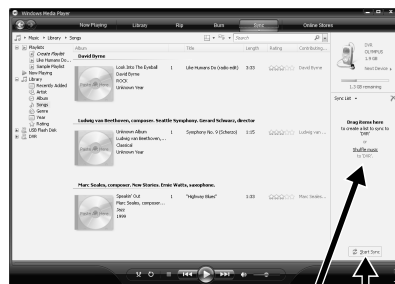 Windows Media Player
Now Playing
Library
Rip
Burn
Sync
Online Stores
Music
Library
Songs
Search
Playlists
Create Playlist
Like Humans Do...
Sample Playlist
Now Playing
Library
Recently Added
Artist
Album
Songs
Genre
Year
Rating
USB Flash Disk
DVR
Album
Title
Length
Rating
Contributing...
David Byrne
Look Into The Eyeball
David Byrne
ROCK
Unknown Year
1
Like Humans Do (radio edit)
3:33
David Byrne
Ludwig van Beethoven, composer. Seattle Symphony. Gerard Schwarz, director
Unknown Album
Ludwig van Beethoven,...
Classical
Unknown Year
1
Symphony No. 9 (Scherzo)
1:15
Ludwig van ...
Marc Seales, composer. New Stories. Ernie Watts, saxophone.
Speakin' Out
Marc Seales, composer...
Jazz
1999
1
"Highway Blues"
1:33
Marc Seales,...
DVR
OLYMPUS
1.9 GB
Next Device
1.3 GB remaining
Sync List
Drag items here
to create a list to sync to
'DVR'
or
Shuffle music
to 'DVR'.
Start Sync